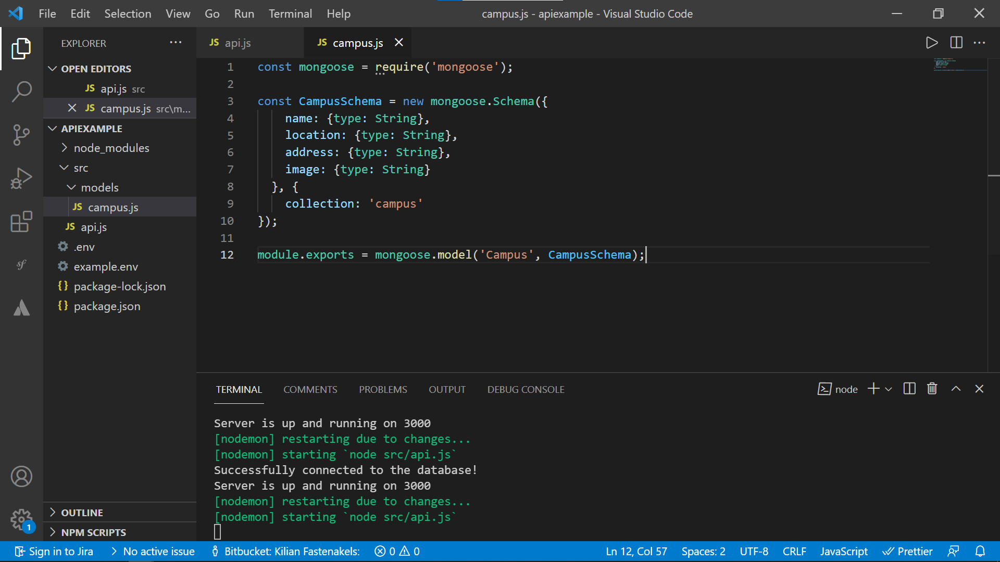 File Edit Selection View Go Run Terminal Help
campus.js - apiexample - Visual Studio Code
EXPLORER
OPEN EDITORS
JS api.js src
JS campus.js src\m...
APIEXAMPLE
node_modules
src
models
JS campus.js
JS api.js
.env
example.env
{} package-lock.json
{} package.json
OUTLINE
NPM SCRIPTS
JS api.js
JS campus.js
1 const mongoose = require('mongoose');
2
3 const CampusSchema = new mongoose.Schema({
4 name: {type: String},
5 location: {type: String},
6 address: {type: String},
7 image: {type: String}
8 }, {
9 collection: 'campus'
10 });
11
12 module.exports = mongoose.model('Campus', CampusSchema);
TERMINAL COMMENTS PROBLEMS OUTPUT DEBUG CONSOLE
node
Server is up and running on 3000
[nodemon] restarting due to changes...
[nodemon] starting `node src/api.js`
Successfully connected to the database!
Server is up and running on 3000
[nodemon] restarting due to changes...
[nodemon] starting `node src/api.js`
1
Sign in to Jira No active issue Bitbucket: Kilian Fastenakels: 0 0 Ln 12, Col 57 Spaces: 2 UTF-8 CRLF JavaScript Prettier